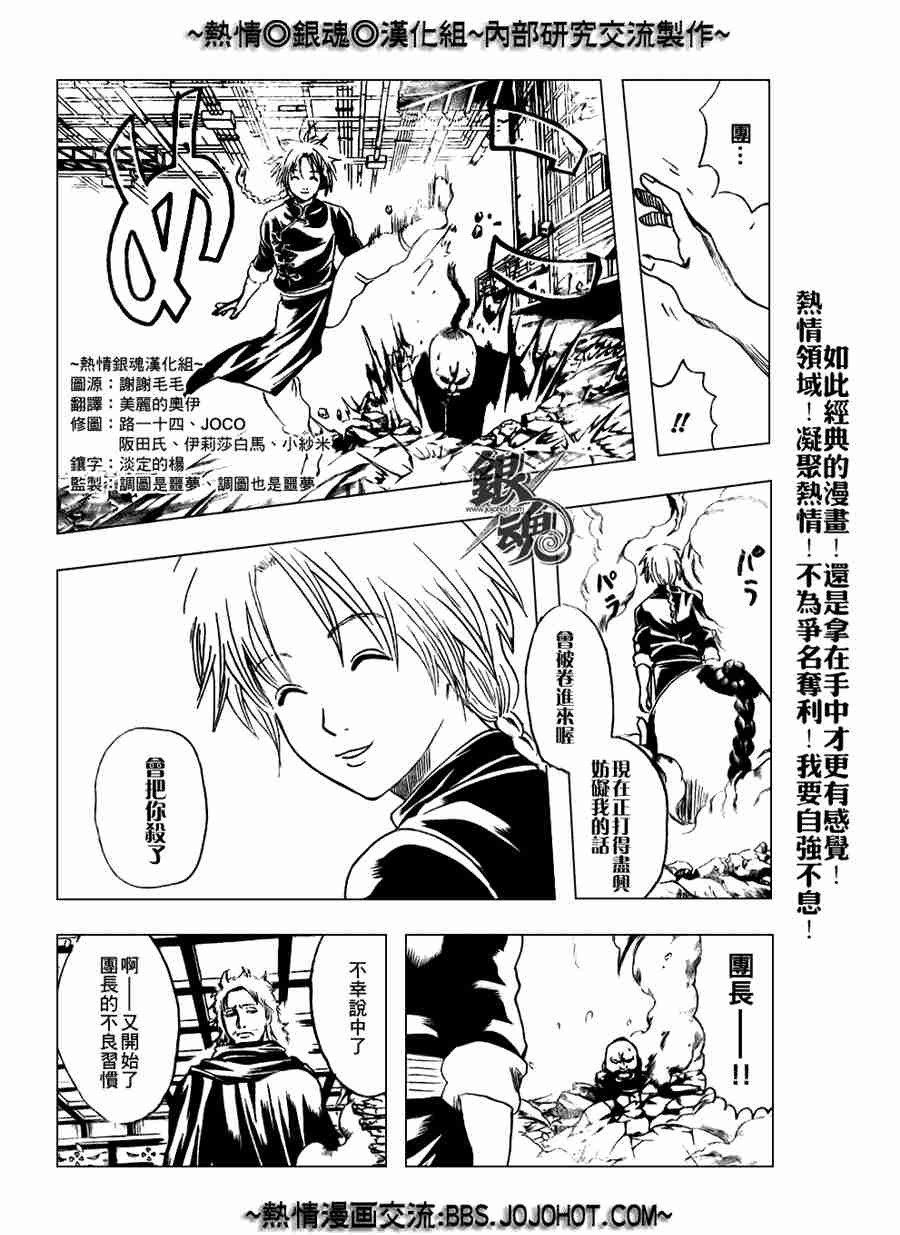 ~熱情◎銀魂◎漢化組~內部研究交流製作~
團…
!!
~熱情銀魂漢化組~
圖源：謝謝毛毛
翻譯：美麗的奧伊
修圖：路一十四、JOCO
阪田氏、伊莉莎白馬、小紗米
鑲字：淡定的楊
監製：調圖是噩夢、調圖也是噩夢
銀魂
www.jojohot.com
パラ
パラ
會被卷進來喔
現在正打得盡興
妨礙我的話
會把你殺了
團長──!!
不幸說中了
啊──又開始了
團長的不良習慣
如此經典的漫畫！還是拿在手中才更有感覺！
熱情領域！凝聚熱情！不為爭名奪利！我要自強不息！
~熱情漫画交流:BBS.JOJOHOT.COM~